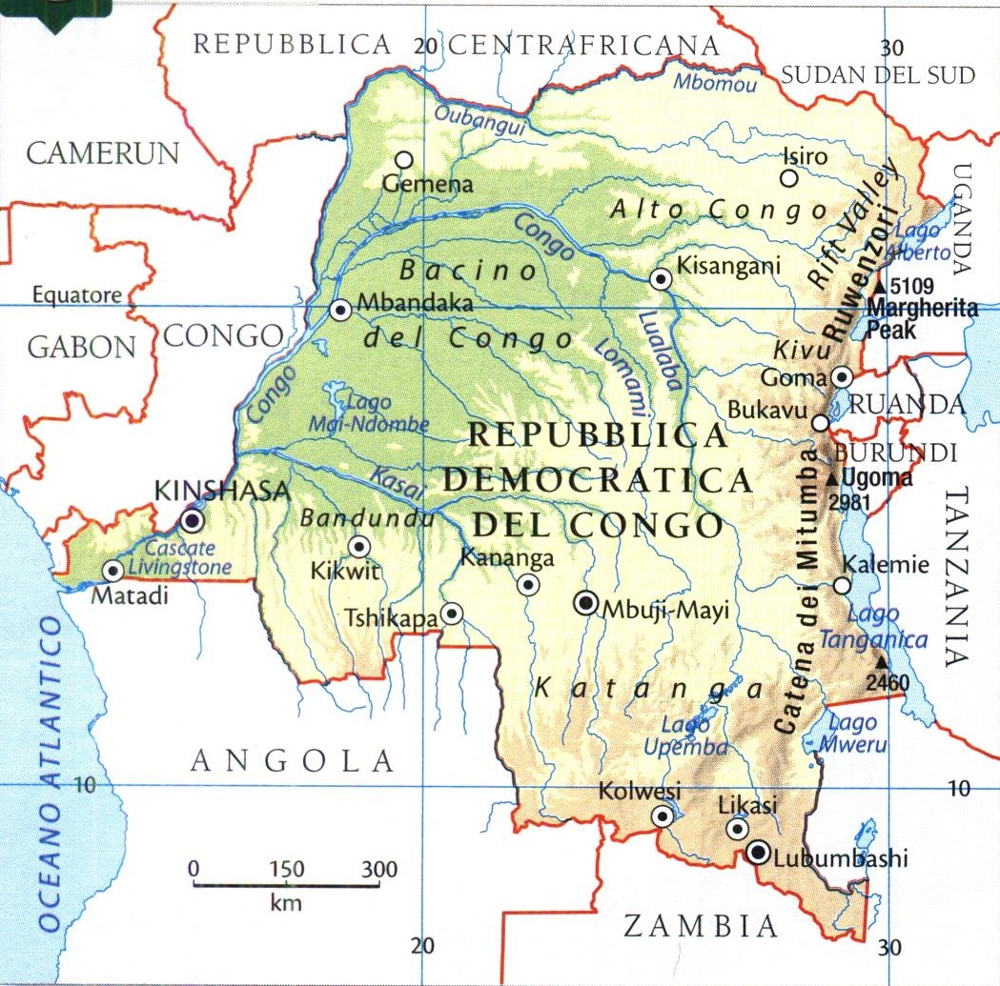 REPUBBLICA 20 CENTRAFRICANA 30
SUDAN DEL SUD
Mbomou
Oubangui
CAMERUN
Isiro
Gemena
UGANDA
Rift Valley
Alto Congo
Congo
Lago
Alberto
Ruwenzori
Bacino
Kisangani
5109
Margherita
Peak
Equatore
Mbandaka
GABON
CONGO
del Congo
Lualaba
Lomami
Kivu
Goma
RUANDA
Bukavu
Congo
Lago
Mai-Ndombe
REPUBBLICA
DEMOCRATICA
DEL CONGO
BURUNDI
Ugoma
2981
Kasai
KINSHASA
Bandundu
TANZANIA
Cascate
Livingstone
Kikwit
Kananga
Kalemie
Matadi
Tshikapa
Mbuji-Mayi
Catena dei Mitumba
Lago
Tanganica
2460
Katanga
Lago
Upemba
Lago
Mweru
OCEANO ATLANTICO
ANGOLA
10
10
Kolwesi
Likasi
Lubumbashi
0 150 300
km
ZAMBIA
20
30